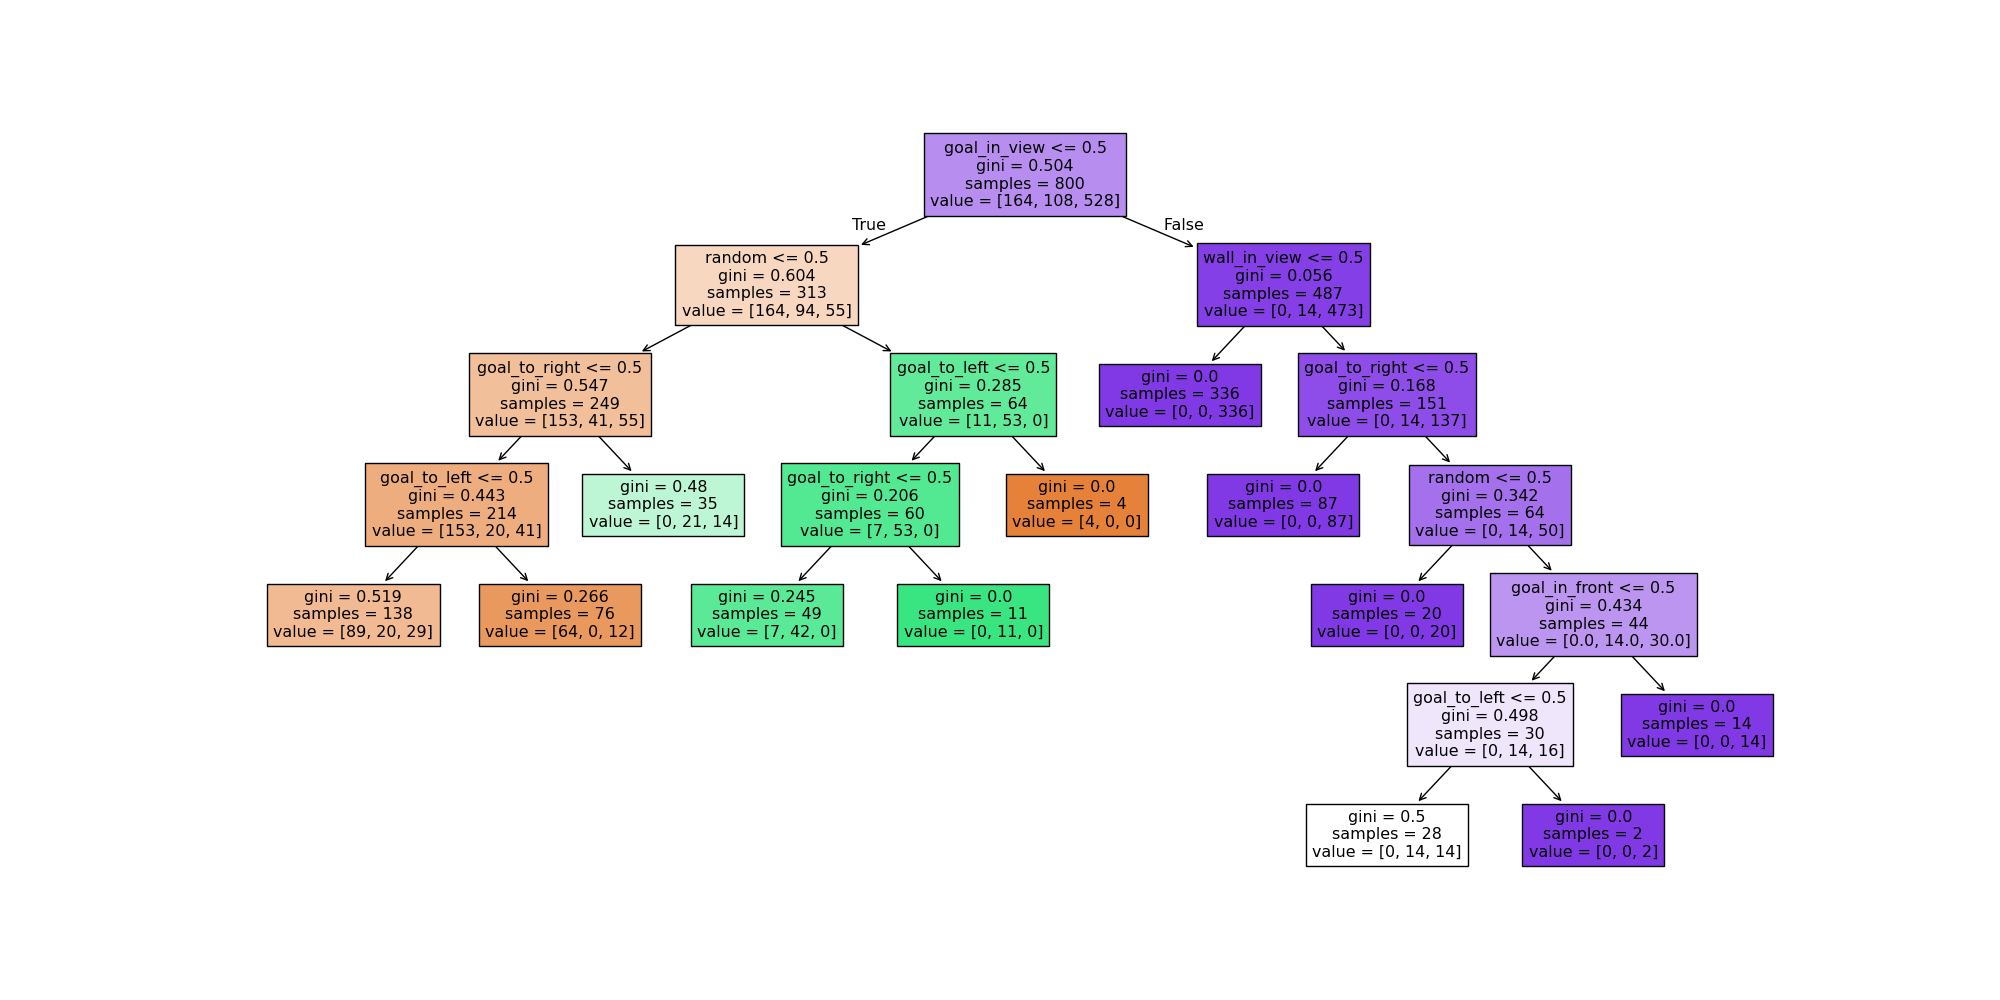 goal_in_view <= 0.5
gini = 0.504
samples = 800
value = [164, 108, 528]
True
False
random <= 0.5
gini = 0.604
samples = 313
value = [164, 94, 55]
wall_in_view <= 0.5
gini = 0.056
samples = 487
value = [0, 14, 473]
goal_to_right <= 0.5
gini = 0.547
samples = 249
value = [153, 41, 55]
goal_to_left <= 0.5
gini = 0.285
samples = 64
value = [11, 53, 0]
gini = 0.0
samples = 336
value = [0, 0, 336]
goal_to_right <= 0.5
gini = 0.168
samples = 151
value = [0, 14, 137]
goal_to_left <= 0.5
gini = 0.443
samples = 214
value = [153, 20, 41]
gini = 0.48
samples = 35
value = [0, 21, 14]
goal_to_right <= 0.5
gini = 0.206
samples = 60
value = [7, 53, 0]
gini = 0.0
samples = 4
value = [4, 0, 0]
gini = 0.0
samples = 87
value = [0, 0, 87]
random <= 0.5
gini = 0.342
samples = 64
value = [0, 14, 50]
gini = 0.519
samples = 138
value = [89, 20, 29]
gini = 0.266
samples = 76
value = [64, 0, 12]
gini = 0.245
samples = 49
value = [7, 42, 0]
gini = 0.0
samples = 11
value = [0, 11, 0]
gini = 0.0
samples = 20
value = [0, 0, 20]
goal_in_front <= 0.5
gini = 0.434
samples = 44
value = [0.0, 14.0, 30.0]
goal_to_left <= 0.5
gini = 0.498
samples = 30
value = [0, 14, 16]
gini = 0.0
samples = 14
value = [0, 0, 14]
gini = 0.5
samples = 28
value = [0, 14, 14]
gini = 0.0
samples = 2
value = [0, 0, 2]